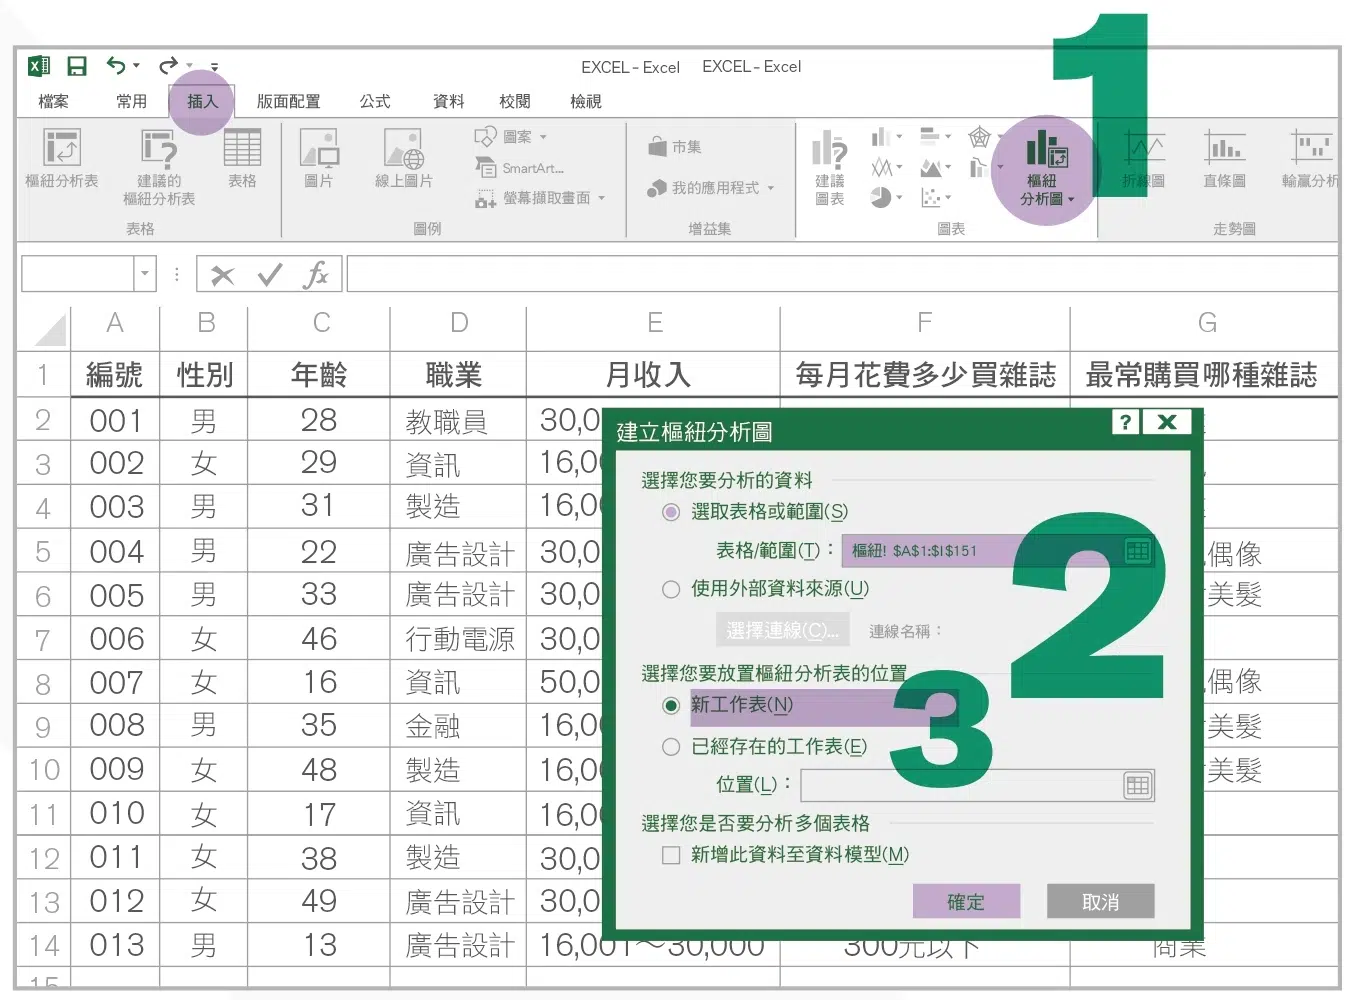 1
EXCEL - Excel EXCEL - Excel
檔案 常用 插入 版面配置 公式 資料 校閱 檢視
樞紐分析表 建議的 樞紐分析表 表格
表格
圖片 線上圖片 圖案 SmartArt... 螢幕擷取畫面
圖例
市集
我的應用程式
增益集
建議 圖表 樞紐 分析圖
圖表
折線圖 直條圖 輸贏分析
走勢圖
fx
A B C D E F G
1 編號 性別 年齡 職業 月收入 每月花費多少買雜誌 最常購買哪種雜誌
2 001 男 28 教職員 30,0
3 002 女 29 資訊 16,00
4 003 男 31 製造 16,00
5 004 男 22 廣告設計 30,0 偶像
6 005 男 33 廣告設計 30,0 美髮
7 006 女 46 行動電源 30,0
8 007 女 16 資訊 50,0 偶像
9 008 男 35 金融 16,00 美髮
10 009 女 48 製造 16,00 美髮
11 010 女 17 資訊 16,00
12 011 女 38 製造 30,0
13 012 女 49 廣告設計 30,0
14 013 男 13 廣告設計 16,001～30,000 300元以下 商業
15
建立樞紐分析圖 ? X
選擇您要分析的資料
選取表格或範圍(S)
表格/範圍(T)： 樞紐! $A$1:$I$151
2
使用外部資料來源(U)
選擇連線(C)... 連線名稱：
選擇您要放置樞紐分析表的位置
新工作表(N)
3
已經存在的工作表(E)
位置(L)：
選擇您是否要分析多個表格
新增此資料至資料模型(M)
確定 取消